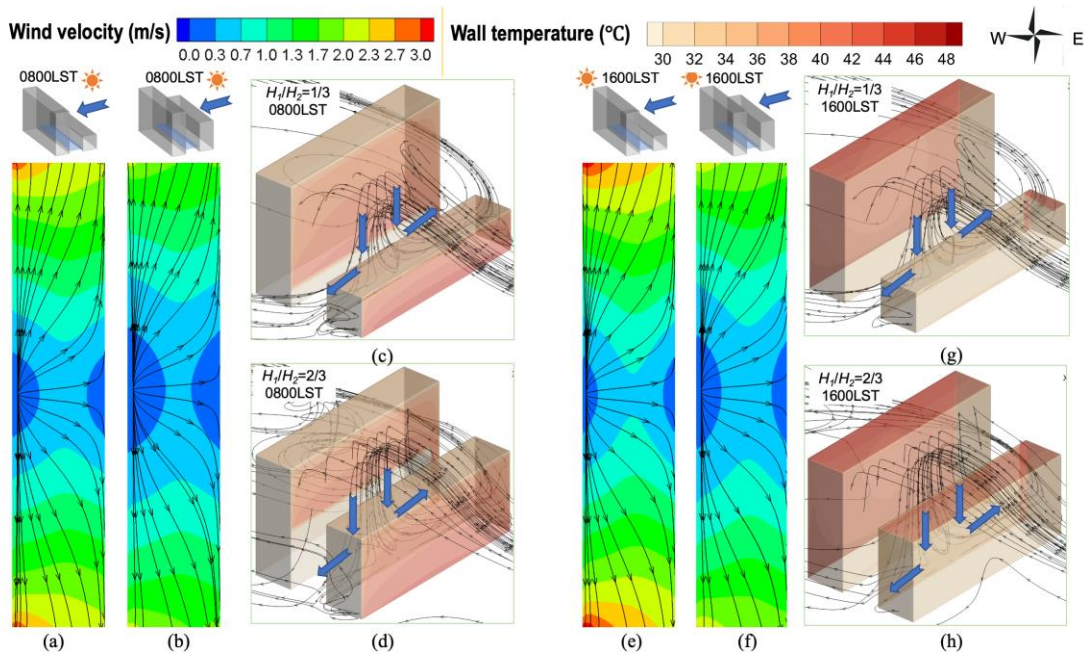 Wind velocity (m/s)
0.0 0.3 0.7 1.0 1.3 1.7 2.0 2.3 2.7 3.0
Wall temperature (℃)
30 32 34 36 38 40 42 44 46 48
W E
0800LST
0800LST
H₁/H₂=1/3
0800LST
1600LST
1600LST
H₁/H₂=1/3
1600LST
(c)
(g)
H₁/H₂=2/3
0800LST
H₁/H₂=2/3
1600LST
(a) (b) (d) (e) (f) (h)